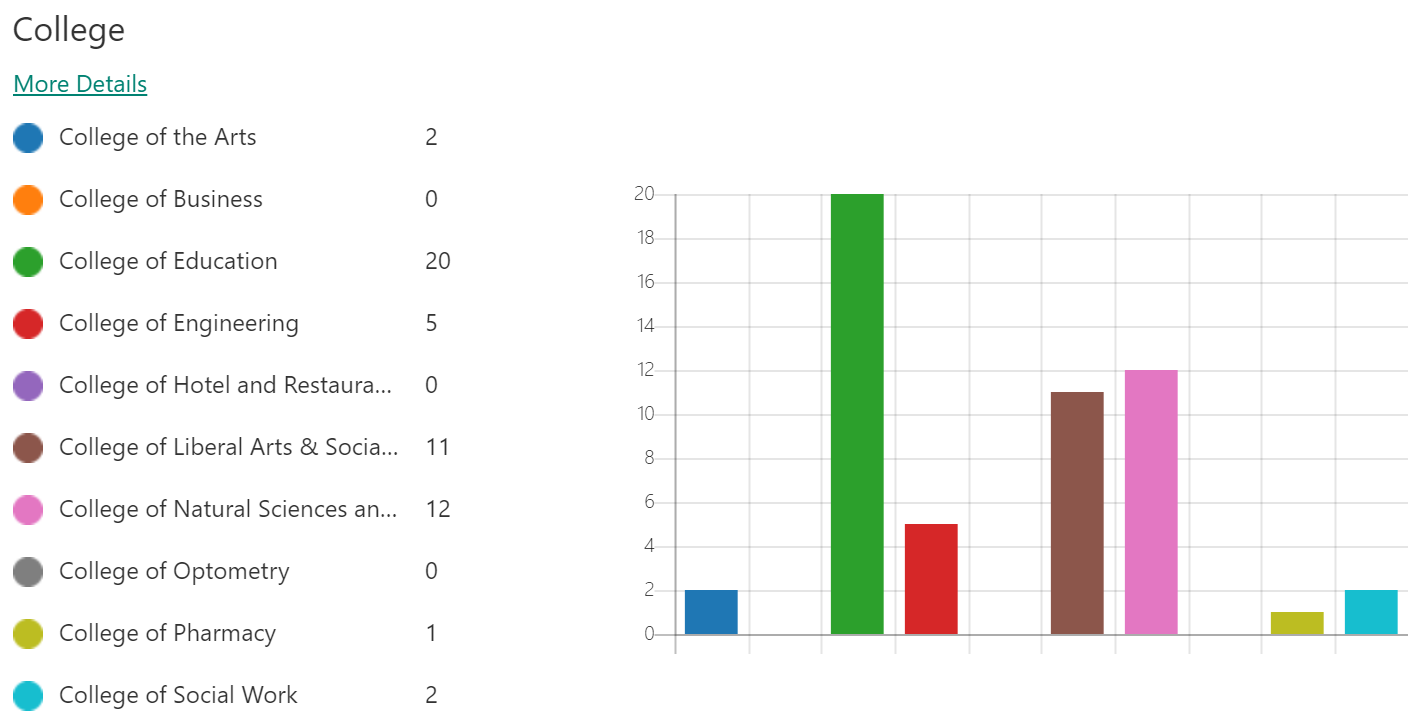 College
More Details
College of the Arts 2
College of Business 0
College of Education 20
College of Engineering 5
College of Hotel and Restaura... 0
College of Liberal Arts & Socia... 11
College of Natural Sciences an... 12
College of Optometry 0
College of Pharmacy 1
College of Social Work 2
20
18
16
14
12
10
8
6
4
2
0